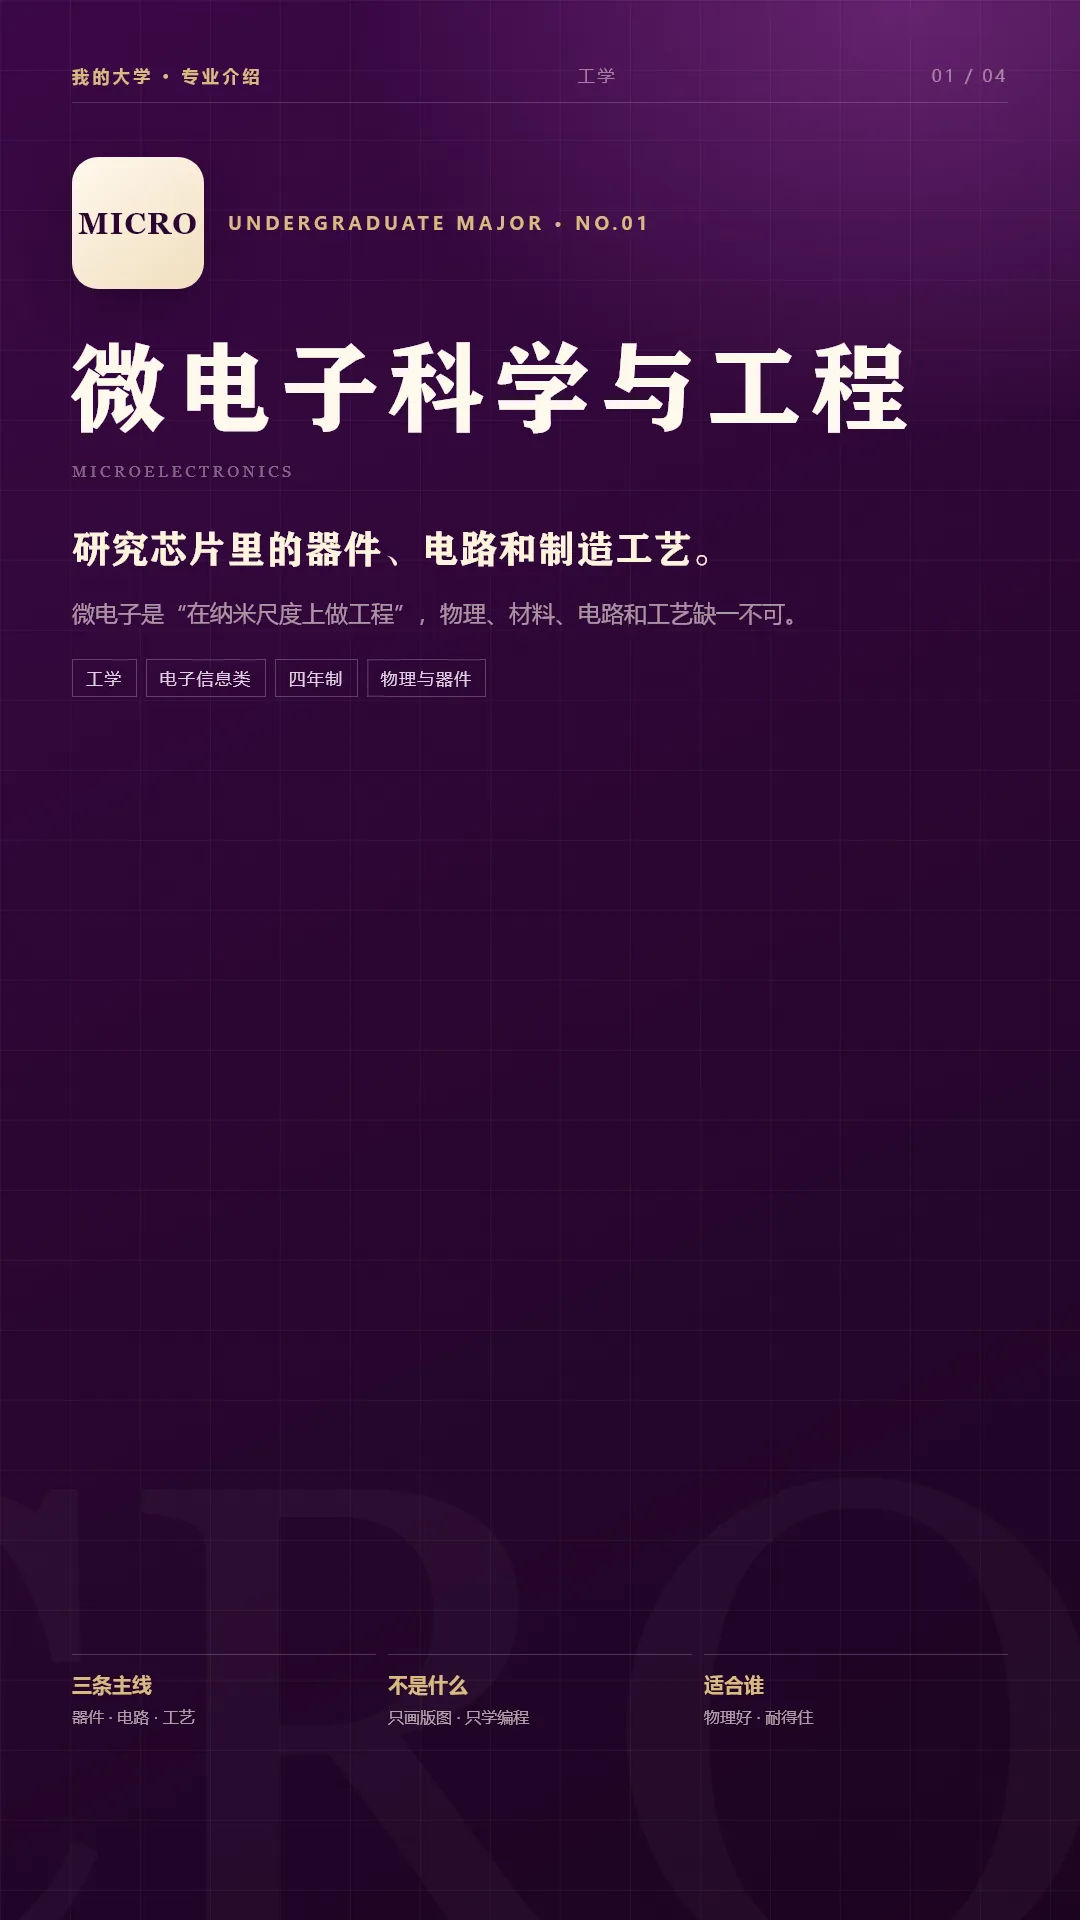 我的大学 • 专业介绍
工学
01 / 04
MICRO
UNDERGRADUATE MAJOR • NO.01
微电子科学与工程
MICROELECTRONICS
研究芯片里的器件、电路和制造工艺。
微电子是“在纳米尺度上做工程”，物理、材料、电路和工艺缺一不可。
工学
电子信息类
四年制
物理与器件
三条主线
器件 · 电路 · 工艺
不是什么
只画版图 · 只学编程
适合谁
物理好 · 耐得住
CRO